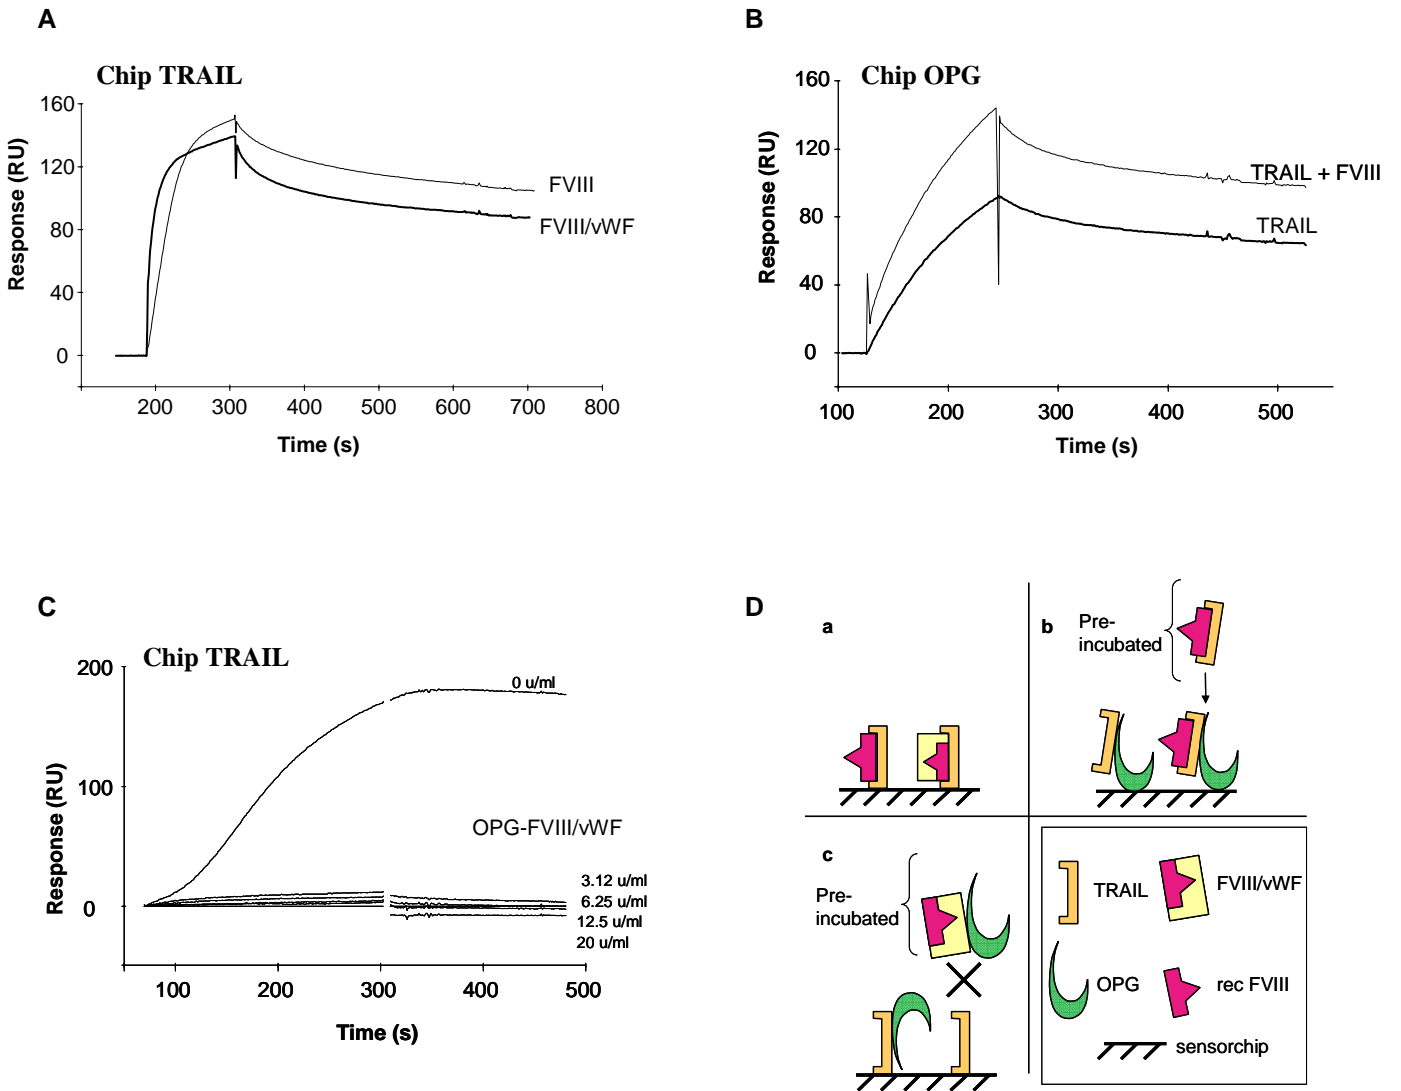 A
Chip TRAIL
160
120
80
40
0
Response (RU)
FVIII
FVIII/vWF
200 300 400 500 600 700 800
Time (s)
B
Chip OPG
160
120
80
40
0
Response (RU)
TRAIL + FVIII
TRAIL
100 200 300 400 500
Time (s)
C
Chip TRAIL
200
100
0
Response (RU)
0 u/ml
OPG-FVIII/vWF
3.12 u/ml
6.25 u/ml
12.5 u/ml
20 u/ml
100 200 300 400 500
Time (s)
D
a
b
Pre-
incubated
c
Pre-
incubated
TRAIL
FVIII/vWF
OPG
rec FVIII
sensorchip